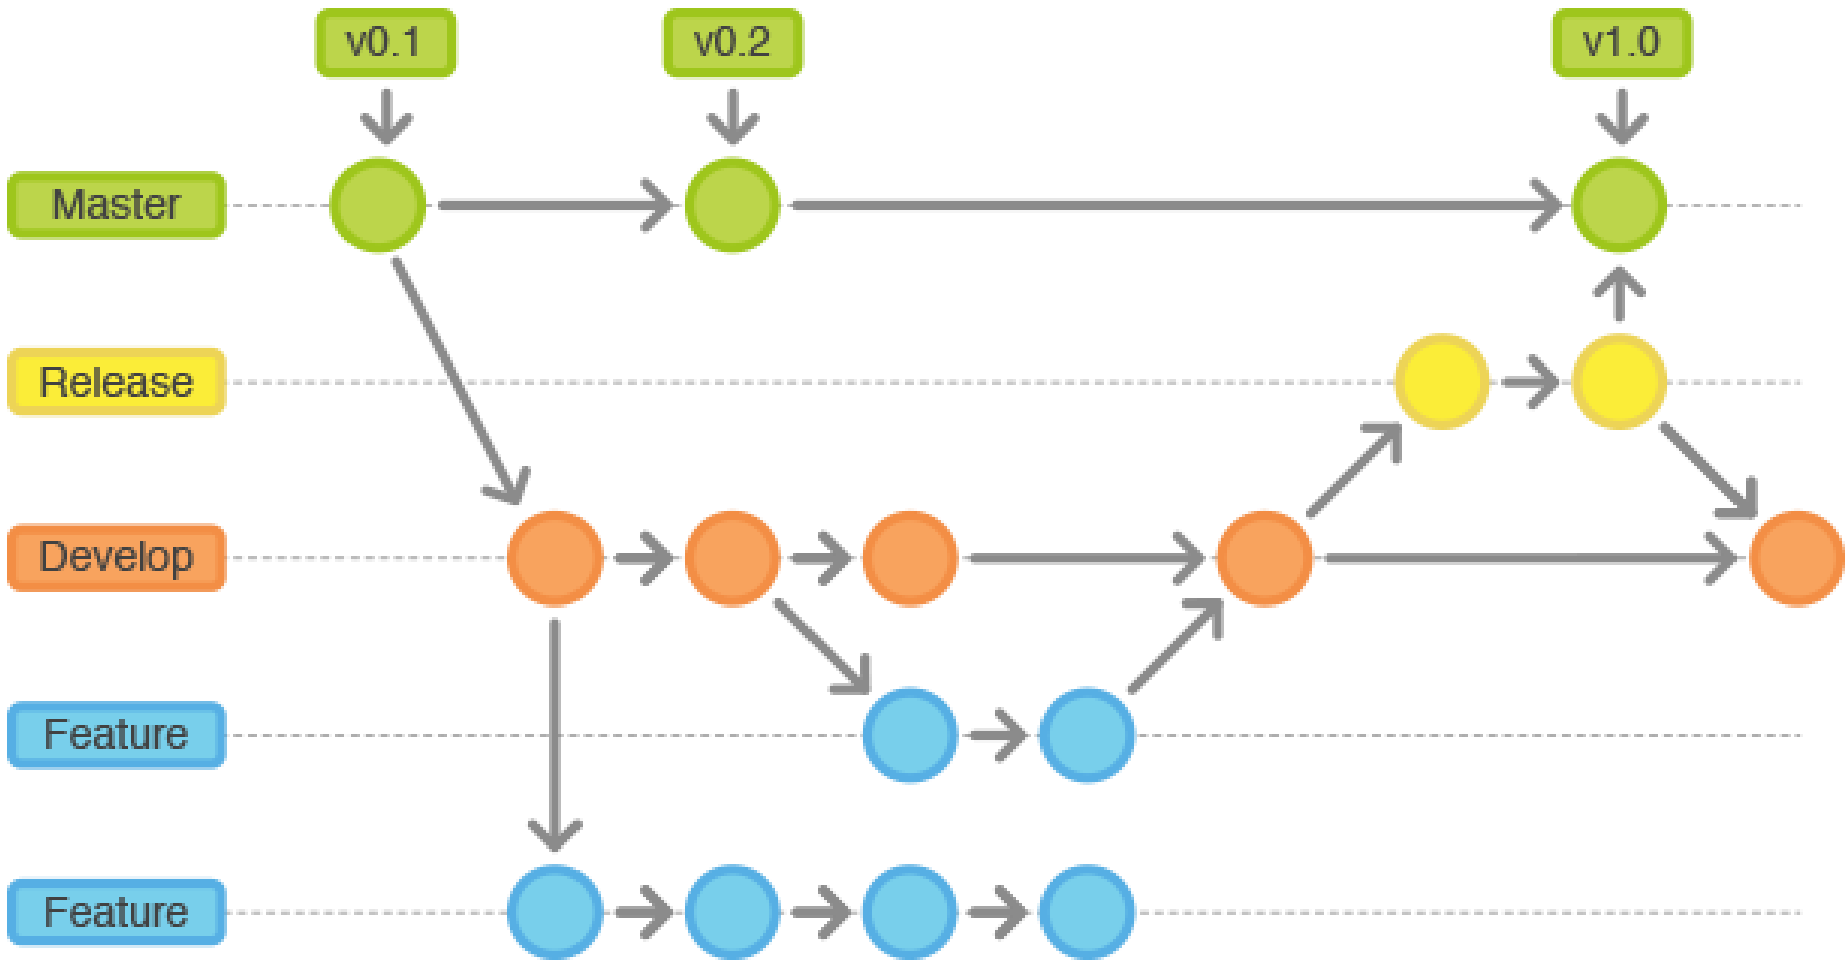 v0.1
v0.2
v1.0
Master
Release
Develop
Feature
Feature